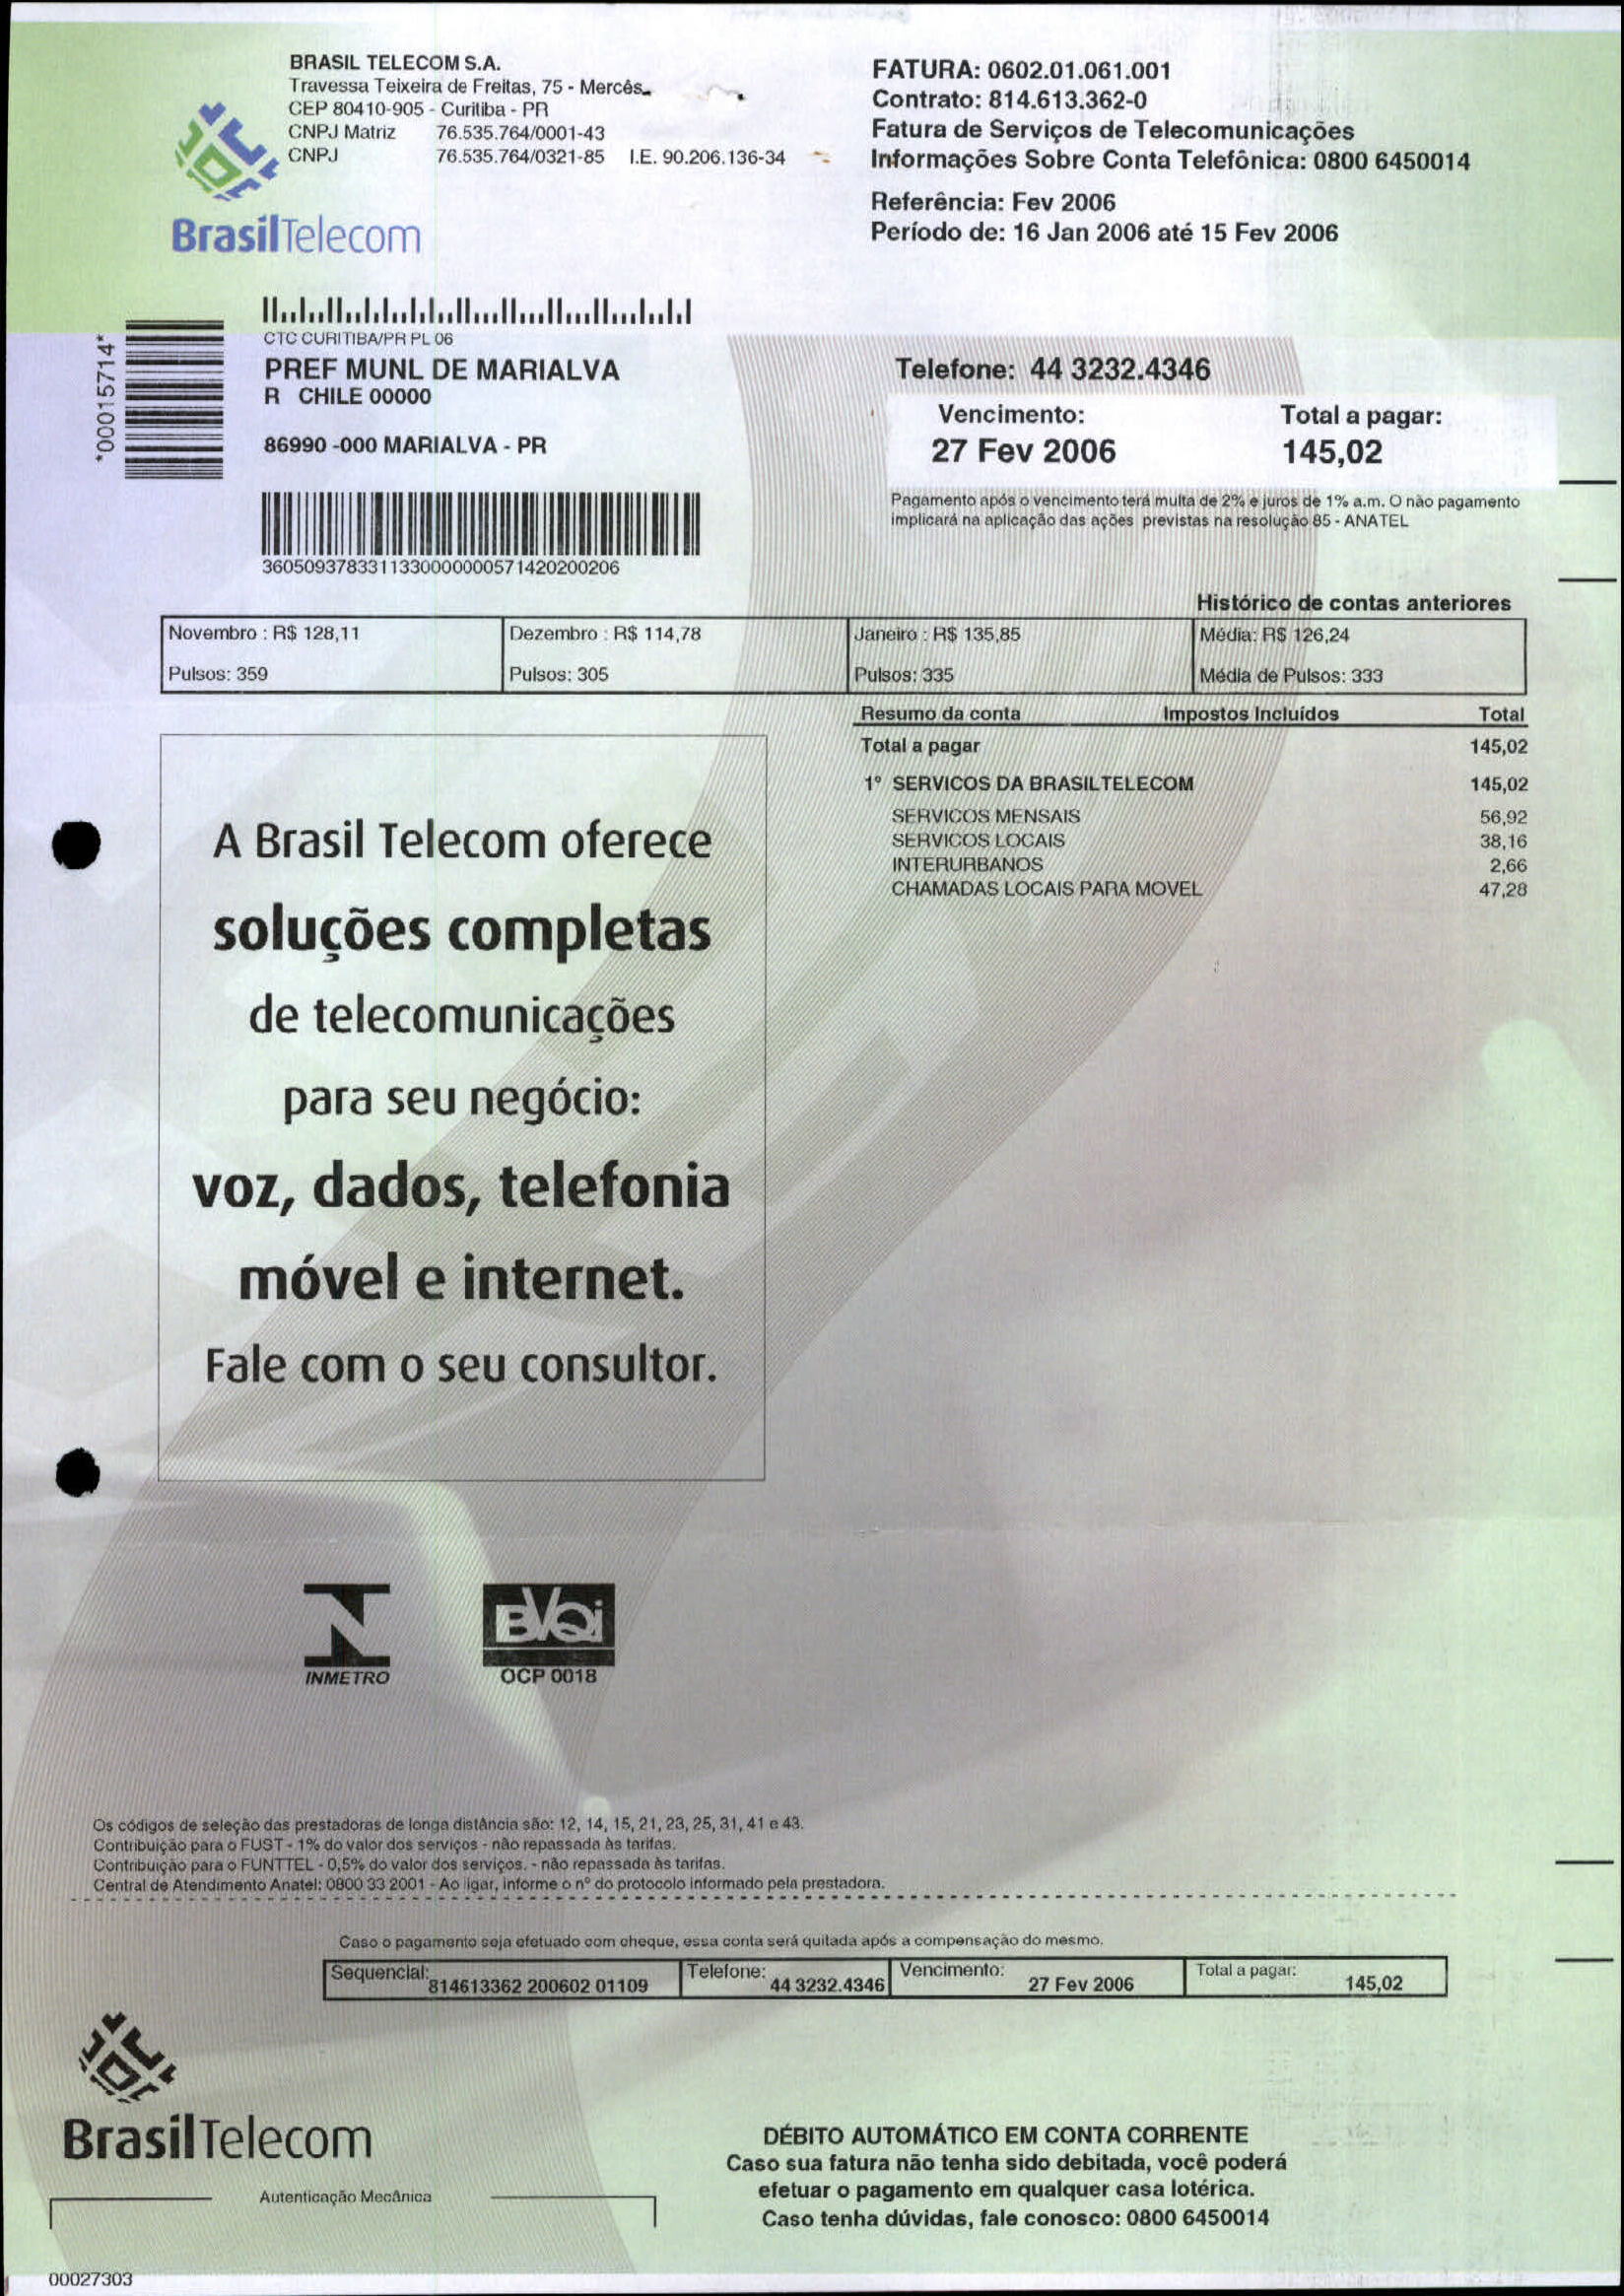 BRASIL TELECOM S.A.
Travessa Teixeira de Freitas, 75 - Mercês
CEP 80410-905 - Curitiba - PR
CNPJ Matriz 76.535.764/0001-43
CNPJ 76.535.764/0321-85 I.E. 90.206.136-34
BrasilTelecom
FATURA: 0602.01.061.001
Contrato: 814.613.362-0
Fatura de Serviços de Telecomunicações
Informações Sobre Conta Telefônica: 0800 6450014
Referência: Fev 2006
Período de: 16 Jan 2006 até 15 Fev 2006
*00015714*
CTC CURITIBA/PR PL 06
PREF MUNL DE MARIALVA
R CHILE 00000
86990 -000 MARIALVA - PR
3605093783311330000000571420200206
Telefone: 44 3232.4346
Vencimento: Total a pagar:
27 Fev 2006 145,02
Pagamento após o vencimento terá multa de 2% e juros de 1% a.m. O não pagamento
implicará na aplicação das ações previstas na resolução 85 - ANATEL
Histórico de contas anteriores
Novembro : R$ 128,11 Dezembro : R$ 114,78 Janeiro : R$ 135,85 Média: R$ 126,24
Pulsos: 359 Pulsos: 305 Pulsos: 335 Média de Pulsos: 333
Resumo da conta Impostos Incluídos Total
Total a pagar 145,02
1º SERVICOS DA BRASILTELECOM 145,02
SERVICOS MENSAIS 56,92
SERVICOS LOCAIS 38,16
INTERURBANOS 2,66
CHAMADAS LOCAIS PARA MOVEL 47,28
A Brasil Telecom oferece
soluções completas
de telecomunicações
para seu negócio:
voz, dados, telefonia
móvel e internet.
Fale com o seu consultor.
BVQi
INMETRO OCP 0018
Os códigos de seleção das prestadoras de longa distância são: 12, 14, 15, 21, 23, 25, 31, 41 e 43.
Contribuição para o FUST - 1% do valor dos serviços - não repassada às tarifas.
Contribuição para o FUNTTEL - 0,5% do valor dos serviços. - não repassada às tarifas.
Central de Atendimento Anatel: 0800 33 2001 - Ao ligar, informe o nº do protocolo informado pela prestadora.
Caso o pagamento seja efetuado com cheque, essa conta será quitada após a compensação do mesmo.
Sequencial: 814613362 200602 01109 Telefone: 44 3232.4346 Vencimento: 27 Fev 2006 Total a pagar: 145,02
BrasilTelecom
Autenticação Mecânica
DÉBITO AUTOMÁTICO EM CONTA CORRENTE
Caso sua fatura não tenha sido debitada, você poderá
efetuar o pagamento em qualquer casa lotérica.
Caso tenha dúvidas, fale conosco: 0800 6450014
00027303